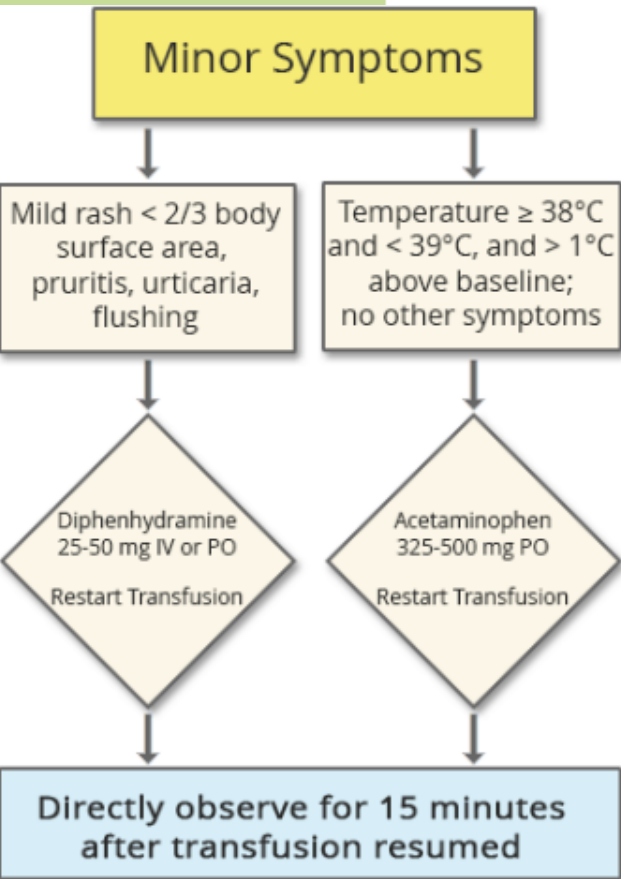 Minor Symptoms
Mild rash < 2/3 body
surface area,
pruritis, urticaria,
flushing
Temperature ≥ 38°C
and < 39°C, and > 1°C
above baseline;
no other symptoms
Diphenhydramine
25-50 mg IV or PO
Restart Transfusion
Acetaminophen
325-500 mg PO
Restart Transfusion
Directly observe for 15 minutes
after transfusion resumed